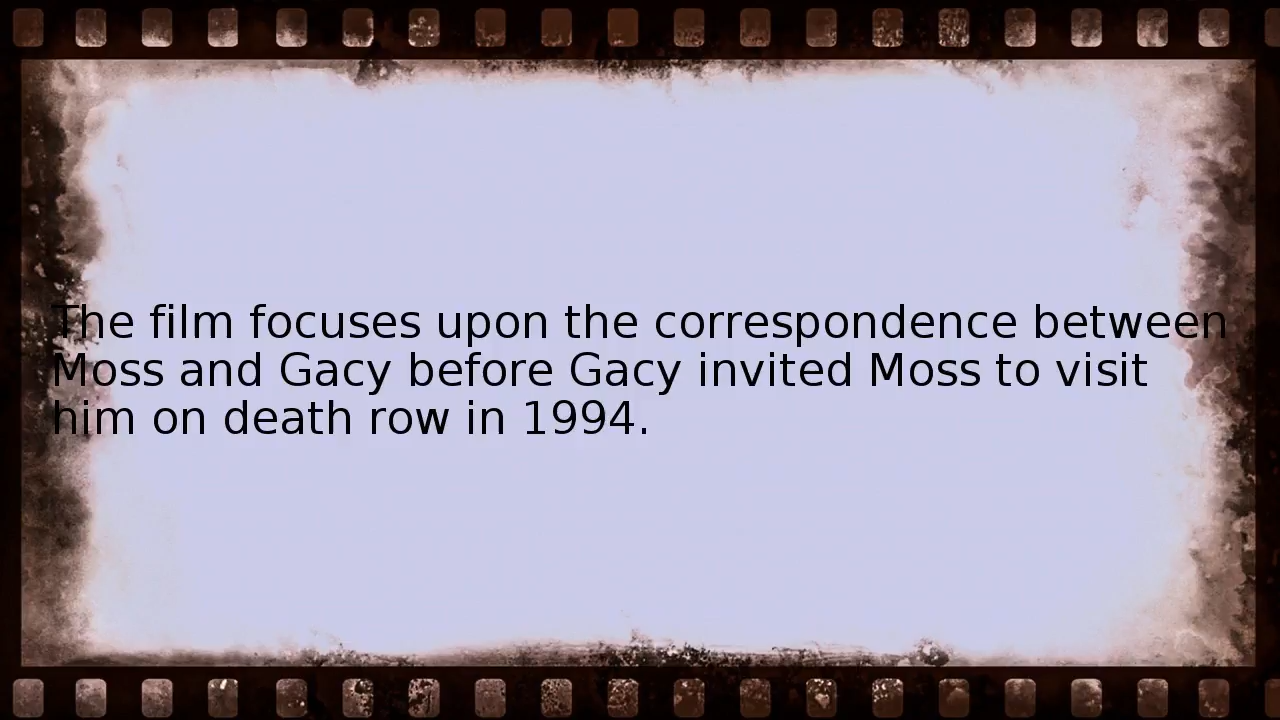 The film focuses upon the correspondence between
Moss and Gacy before Gacy invited Moss to visit
him on death row in 1994.